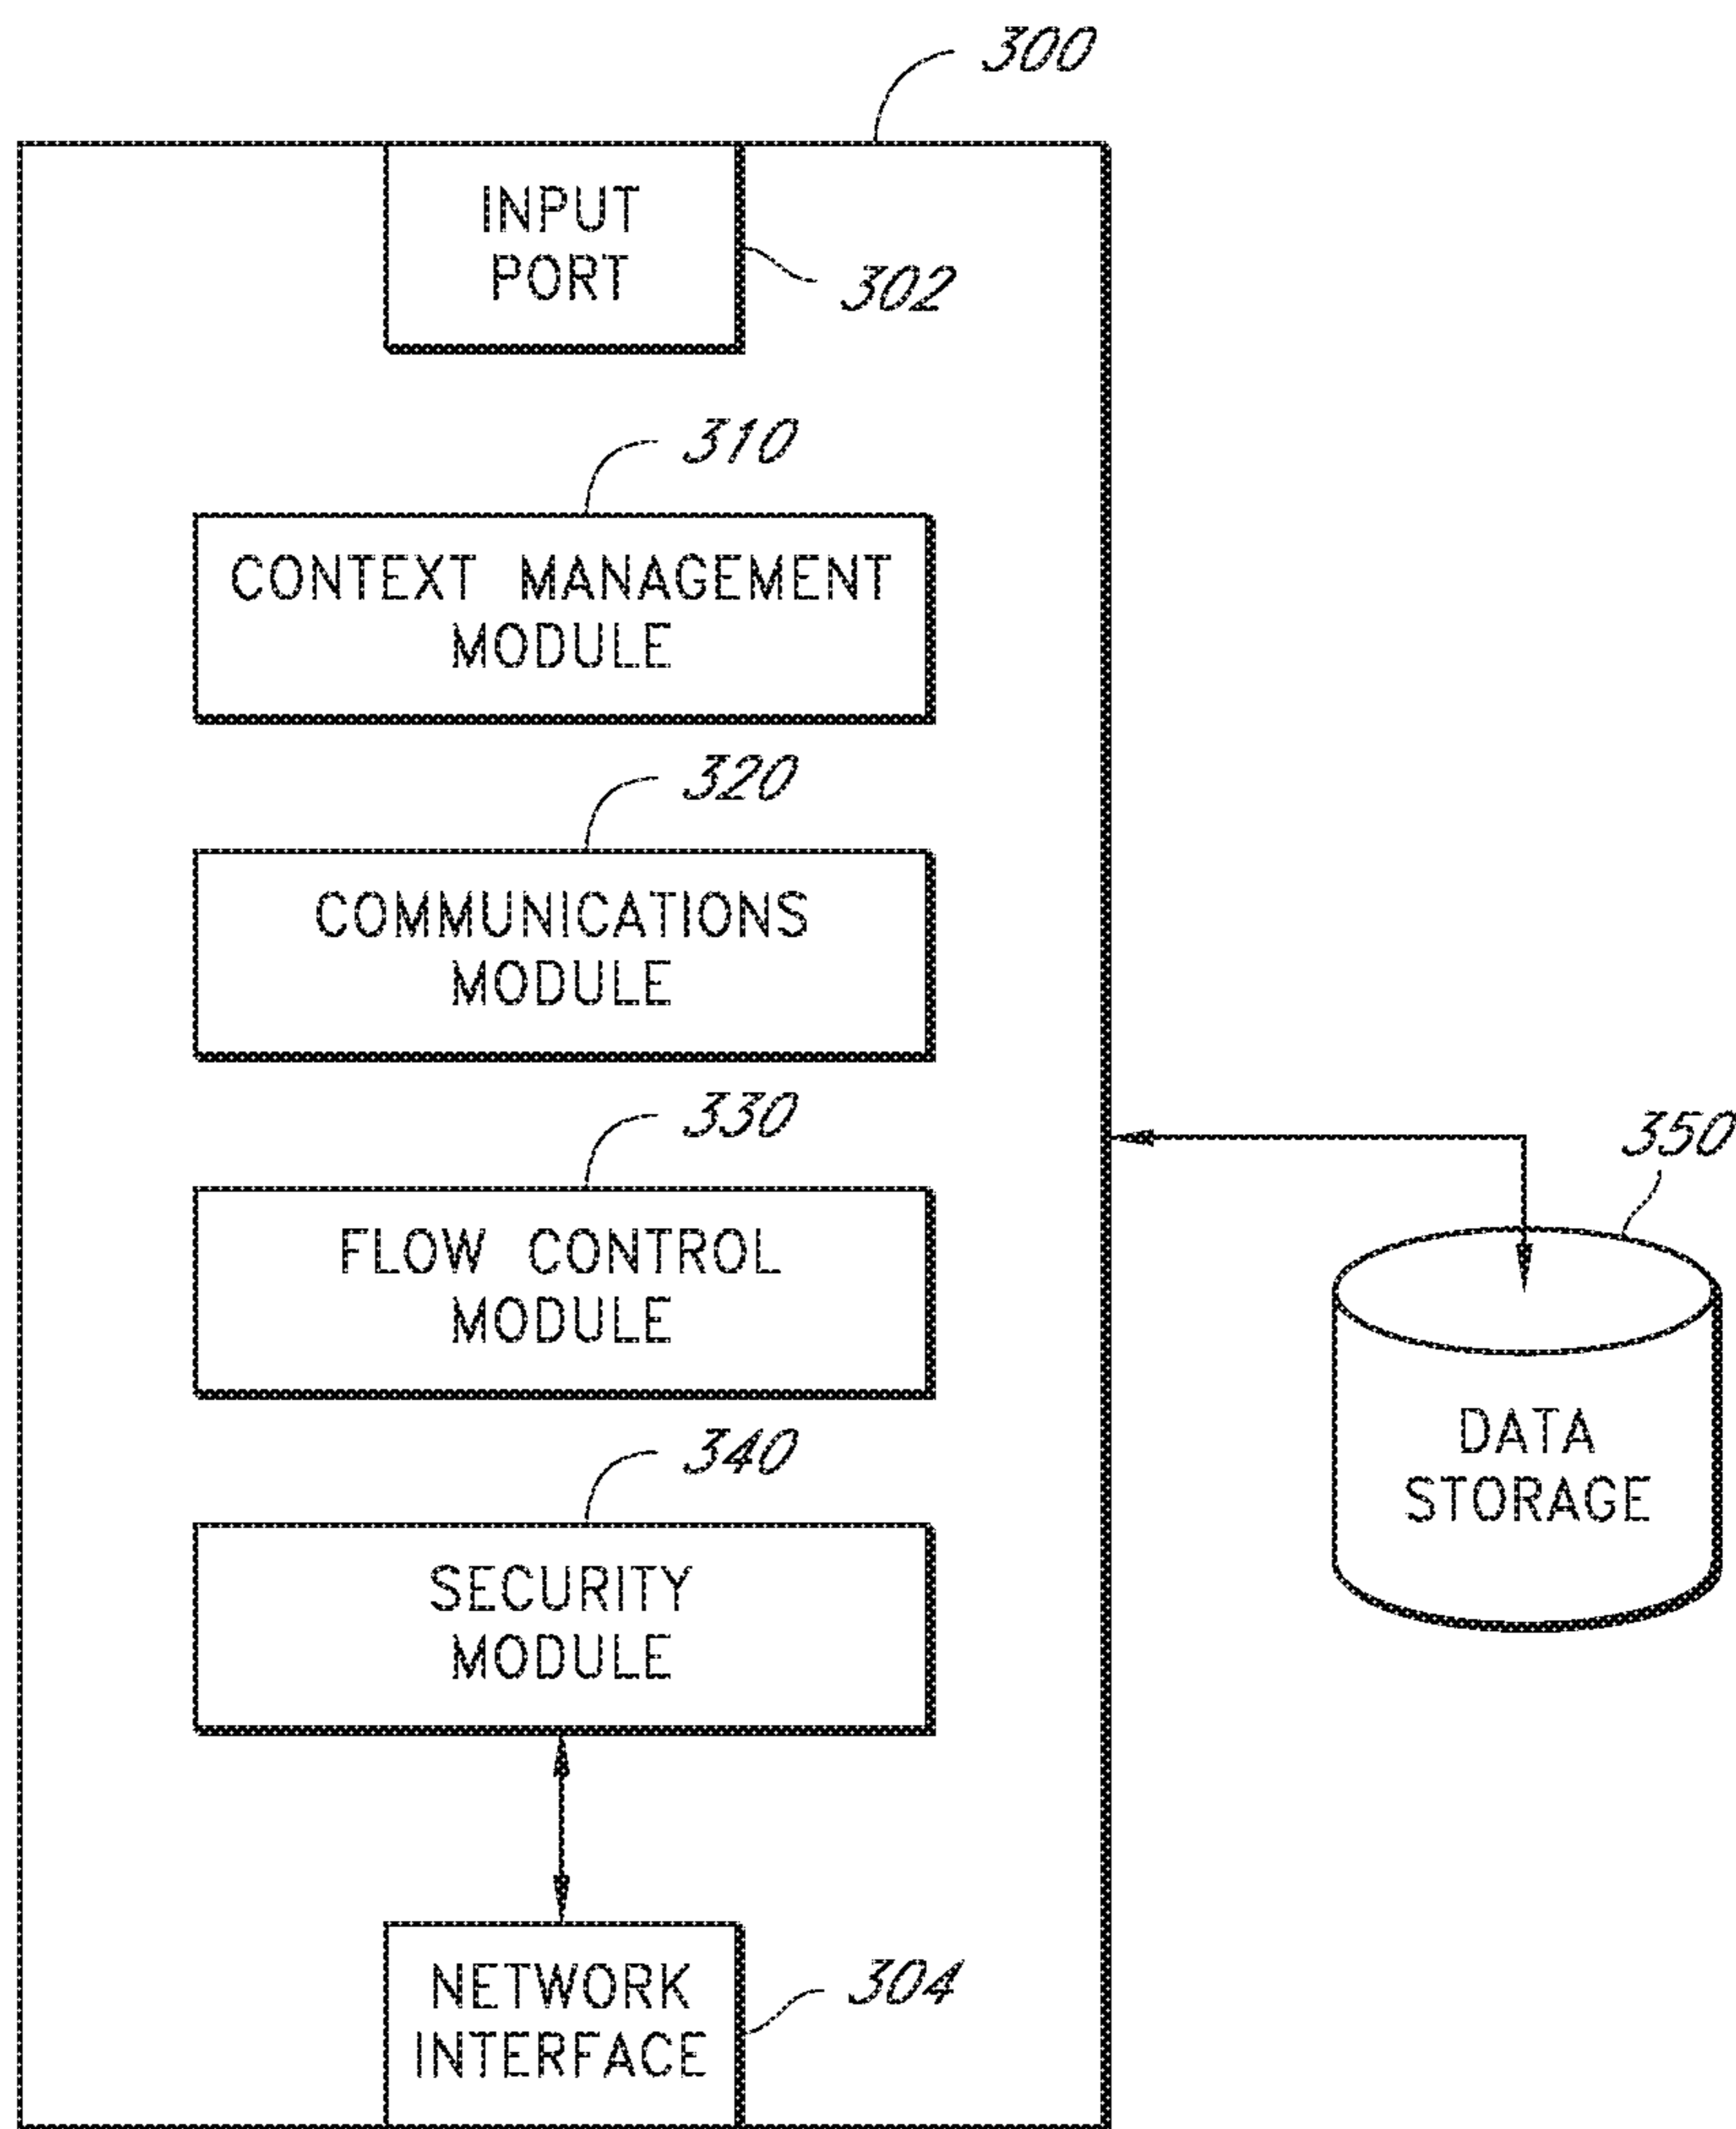 300
INPUT
PORT
302
310
CONTEXT MANAGEMENT
MODULE
320
COMMUNICATIONS
MODULE
330
FLOW CONTROL
MODULE
350
DATA
STORAGE
340
SECURITY
MODULE
304
NETWORK
INTERFACE